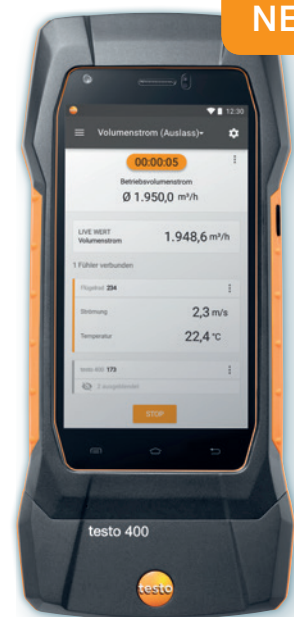 NE
12:30
Volumenstrom (Auslass)
00:00:05
Betriebsvolumenstrom
Ø 1.950,0 m³/h
LIVE WERT
Volumenstrom 1.948,6 m³/h
1 Fühler verbunden
Flügelrad 234
Strömung 2,3 m/s
Temperatur 22,4 °C
testo 400 173
2 ausgeblendet
STOP
testo 400
testo